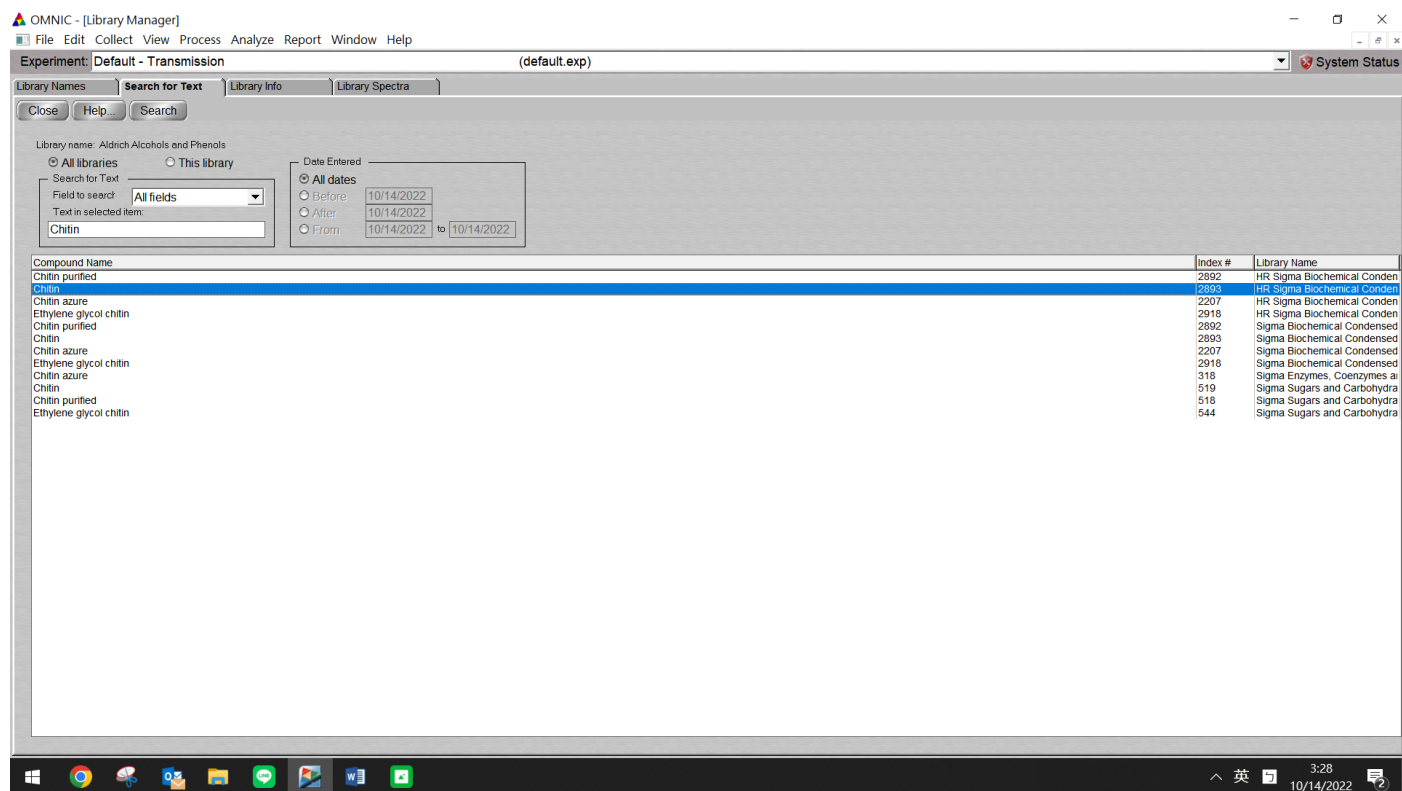 OMNIC - [Library Manager]
File Edit Collect View Process Analyze Report Window Help
Experiment: Default - Transmission (default.exp) System Status
Library Names Search for Text Library Info Library Spectra
Close Help... Search
Library name: Aldrich Alcohols and Phenols
All libraries This library
Search for Text
Field to search All fields
Text in selected item:
Chitin
Date Entered
All dates
Before 10/14/2022
After 10/14/2022
From 10/14/2022 to 10/14/2022
Compound Name Index # Library Name
Chitin purified 2892 HR Sigma Biochemical Conden
Chitin 2893 HR Sigma Biochemical Conden
Chitin azure 2207 HR Sigma Biochemical Conden
Ethylene glycol chitin 2918 HR Sigma Biochemical Conden
Chitin purified 2892 Sigma Biochemical Condensed
Chitin 2893 Sigma Biochemical Condensed
Chitin azure 2207 Sigma Biochemical Condensed
Ethylene glycol chitin 2918 Sigma Biochemical Condensed
Chitin azure 318 Sigma Enzymes, Coenzymes a
Chitin 519 Sigma Sugars and Carbohydra
Chitin purified 518 Sigma Sugars and Carbohydra
Ethylene glycol chitin 544 Sigma Sugars and Carbohydra
英 ㄅ 3:28
10/14/2022 2